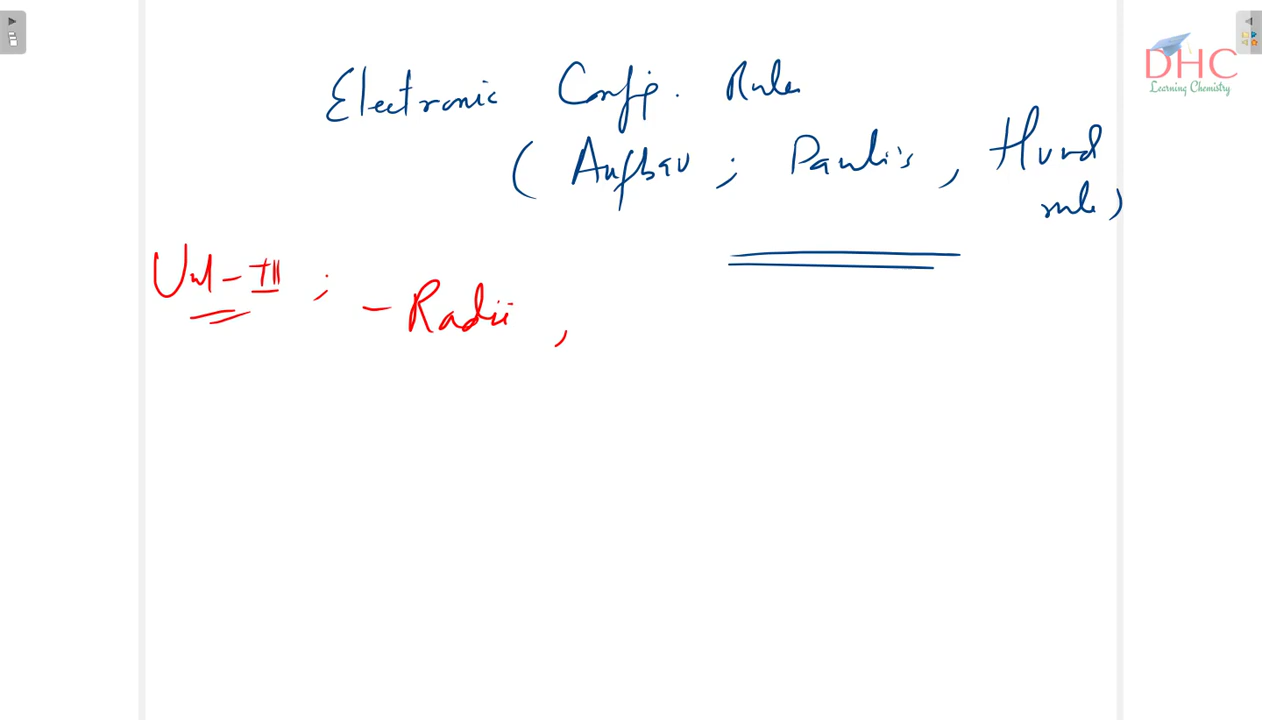 Electronic Config. Rules
(Aufbau ; Pauli's , Hund
rule)
Unit-III ; - Radii ,
DHC
Learning Chemistry